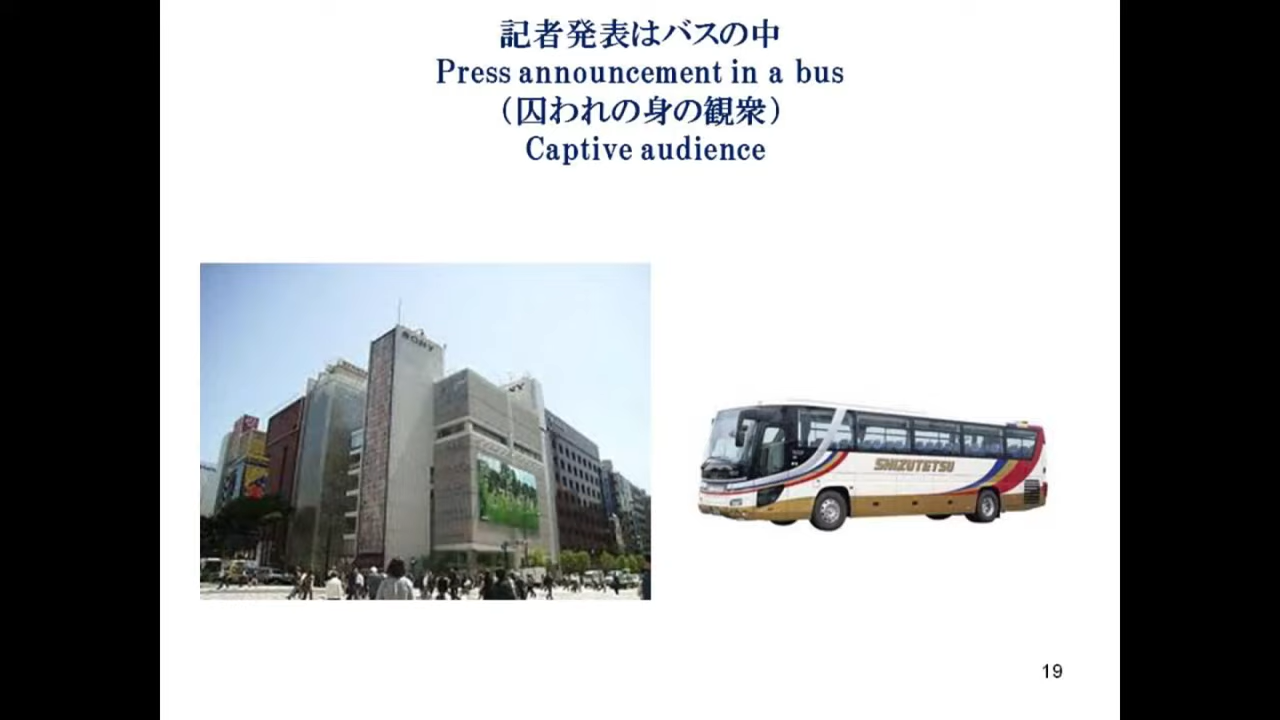 記者発表はバスの中
Press announcement in a bus
（囚われの身の観衆）
Captive audience
SONY
SHIZUTETSU
19